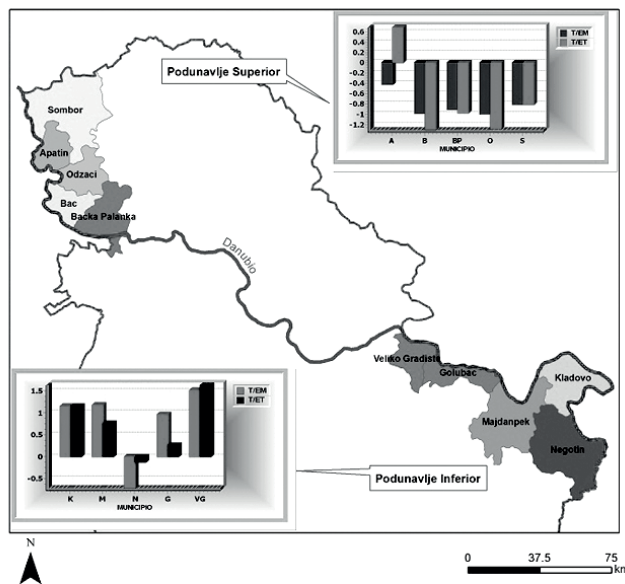 0.6
0.4
0.2
0
-0.2
-0.4
-0.6
-0.8
-1
-1.2
A B BP O S
MUNICIPIO
T/EM
T/ET
Podunavlje Superior
Sombor
Apatin
Odzaci
Bac
Backa Palanka
Danubio
Veliko Gradiste
Golubac
Kladovo
Majdanpek
Negotin
1.5
1
0.5
0
-0.5
K M N G VG
MUNICIPIO
T/EM
T/ET
Podunavlje Inferior
N
0 37.5 75
km